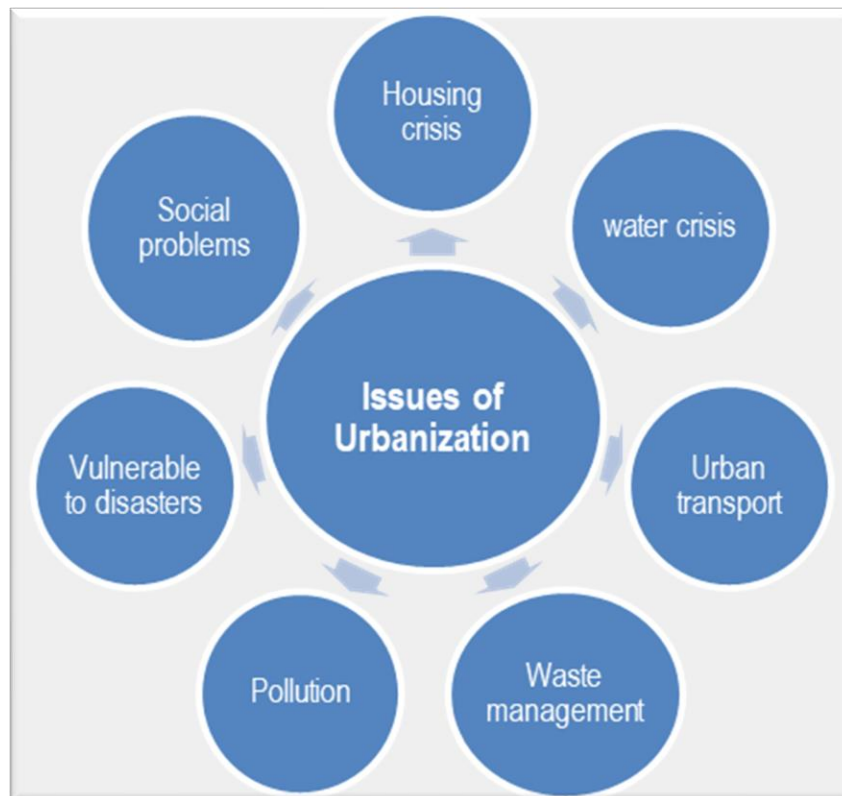 Housing
crisis
water crisis
Urban
transport
Waste
management
Pollution
Vulnerable
to disasters
Social
problems
Issues of
Urbanization